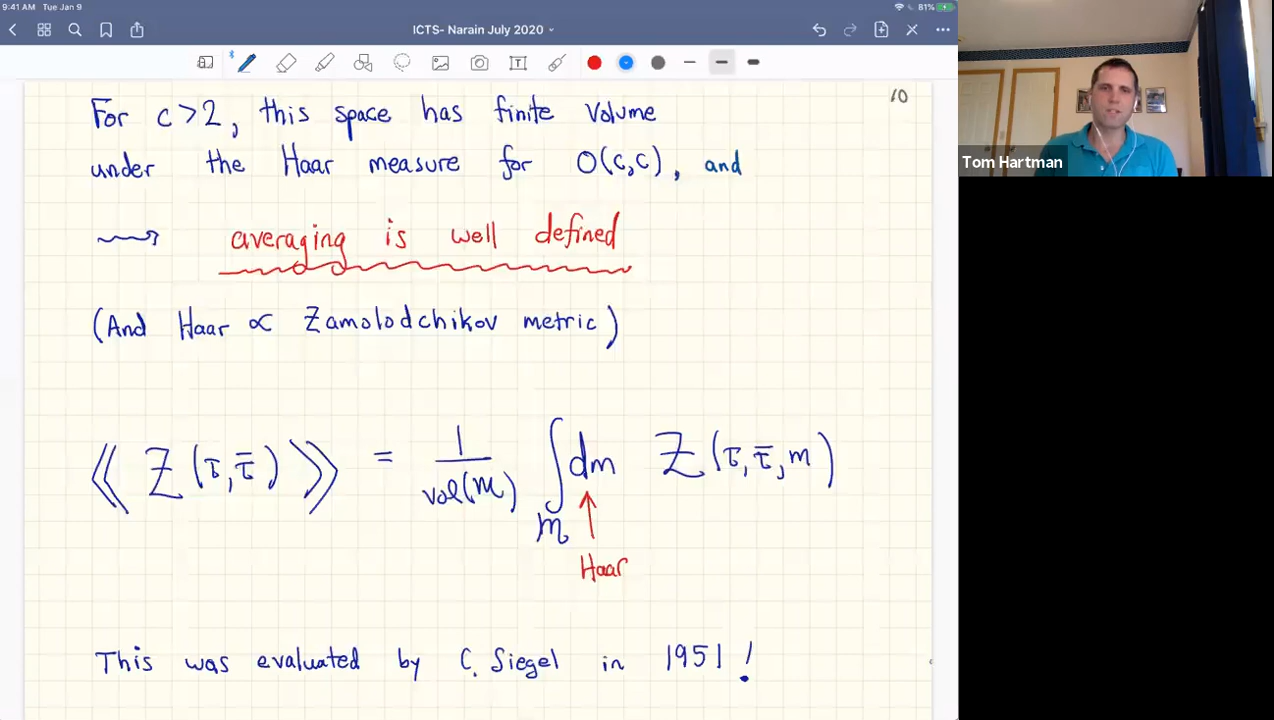 9:41 AM Tue Jan 9
81%
ICTS- Narain July 2020
10
For c>2, this space has finite volume
under the Haar measure for O(c,c), and
⟿ averaging is well defined
(And Haar ∝ Zamolodchikov metric)
⟪ Z(τ,τ̄) ⟫ = 1/vol(M) ∫_M dm Z(τ,τ̄,m)
↑
Haar
This was evaluated by C. Siegel in 1951!
Tom Hartman